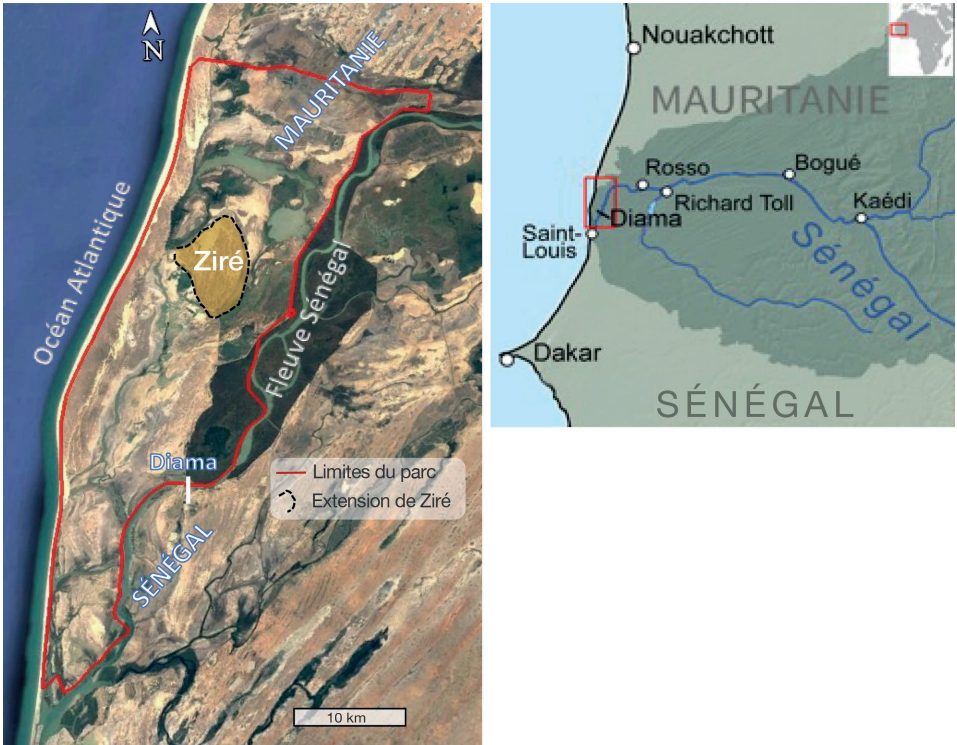 N
MAURITANIE
Océan Atlantique
Ziré
Fleuve Sénégal
Diama
Limites du parc
Extension de Ziré
SÉNÉGAL
10 km
Nouakchott
MAURITANIE
Rosso
Bogué
Richard Toll
Kaédi
Diama
Saint-
Louis
Sénégal
Dakar
SÉNÉGAL